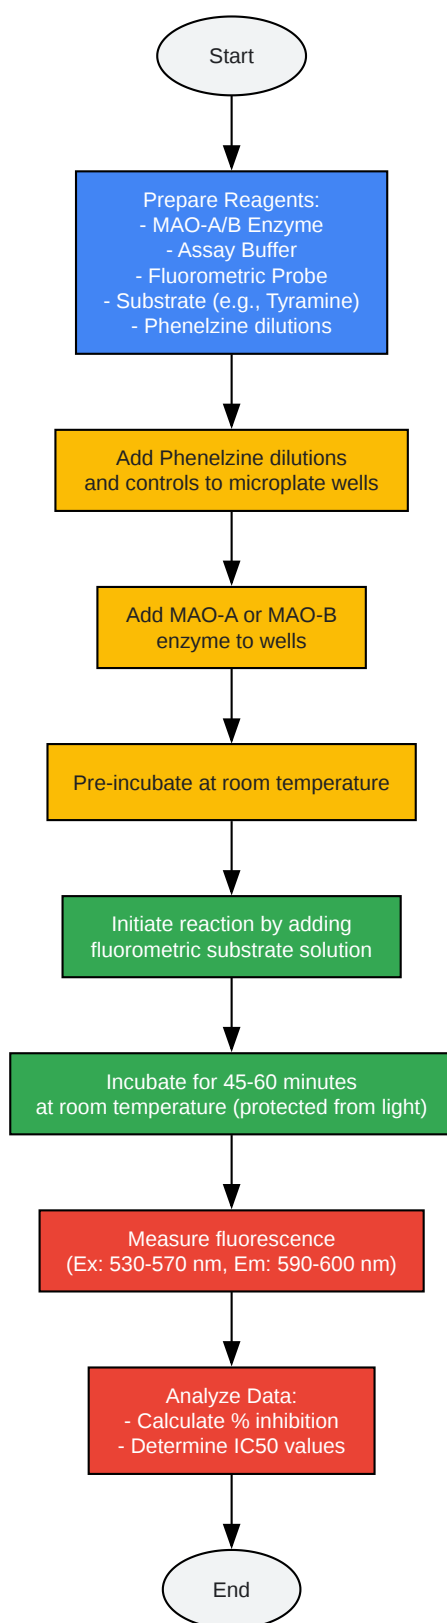 Start
Prepare Reagents:
- MAO-A/B Enzyme
- Assay Buffer
- Fluorometric Probe
- Substrate (e.g., Tyramine)
- Phenelzine dilutions
Add Phenelzine dilutions
and controls to microplate wells
Add MAO-A or MAO-B
enzyme to wells
Pre-incubate at room temperature
Initiate reaction by adding
fluorometric substrate solution
Incubate for 45-60 minutes
at room temperature (protected from light)
Measure fluorescence
(Ex: 530-570 nm, Em: 590-600 nm)
Analyze Data:
- Calculate % inhibition
- Determine IC50 values
End